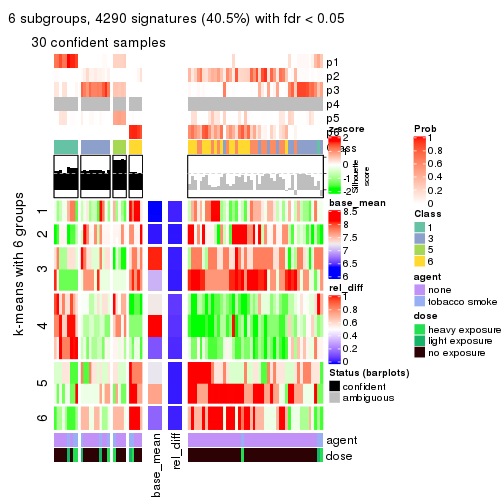 6 subgroups, 4290 signatures (40.5%) with fdr < 0.05
30 confident samples
p1
p2
p3
p4
p5
Class
z-score
2
1
0
-1
-2
Silhouette
score
k-means with 6 groups
1
2
3
4
5
6
base_mean
8.5
8
7.5
7
6.5
6
rel_diff
1
0.8
0.6
0.4
0.2
0
Status (barplots)
confident
ambiguous
Prob
1
0.8
0.6
0.4
0.2
0
Class
1
3
5
6
agent
none
tobacco smoke
dose
heavy exposure
light exposure
no exposure
agent
dose
base_mean
rel_diff